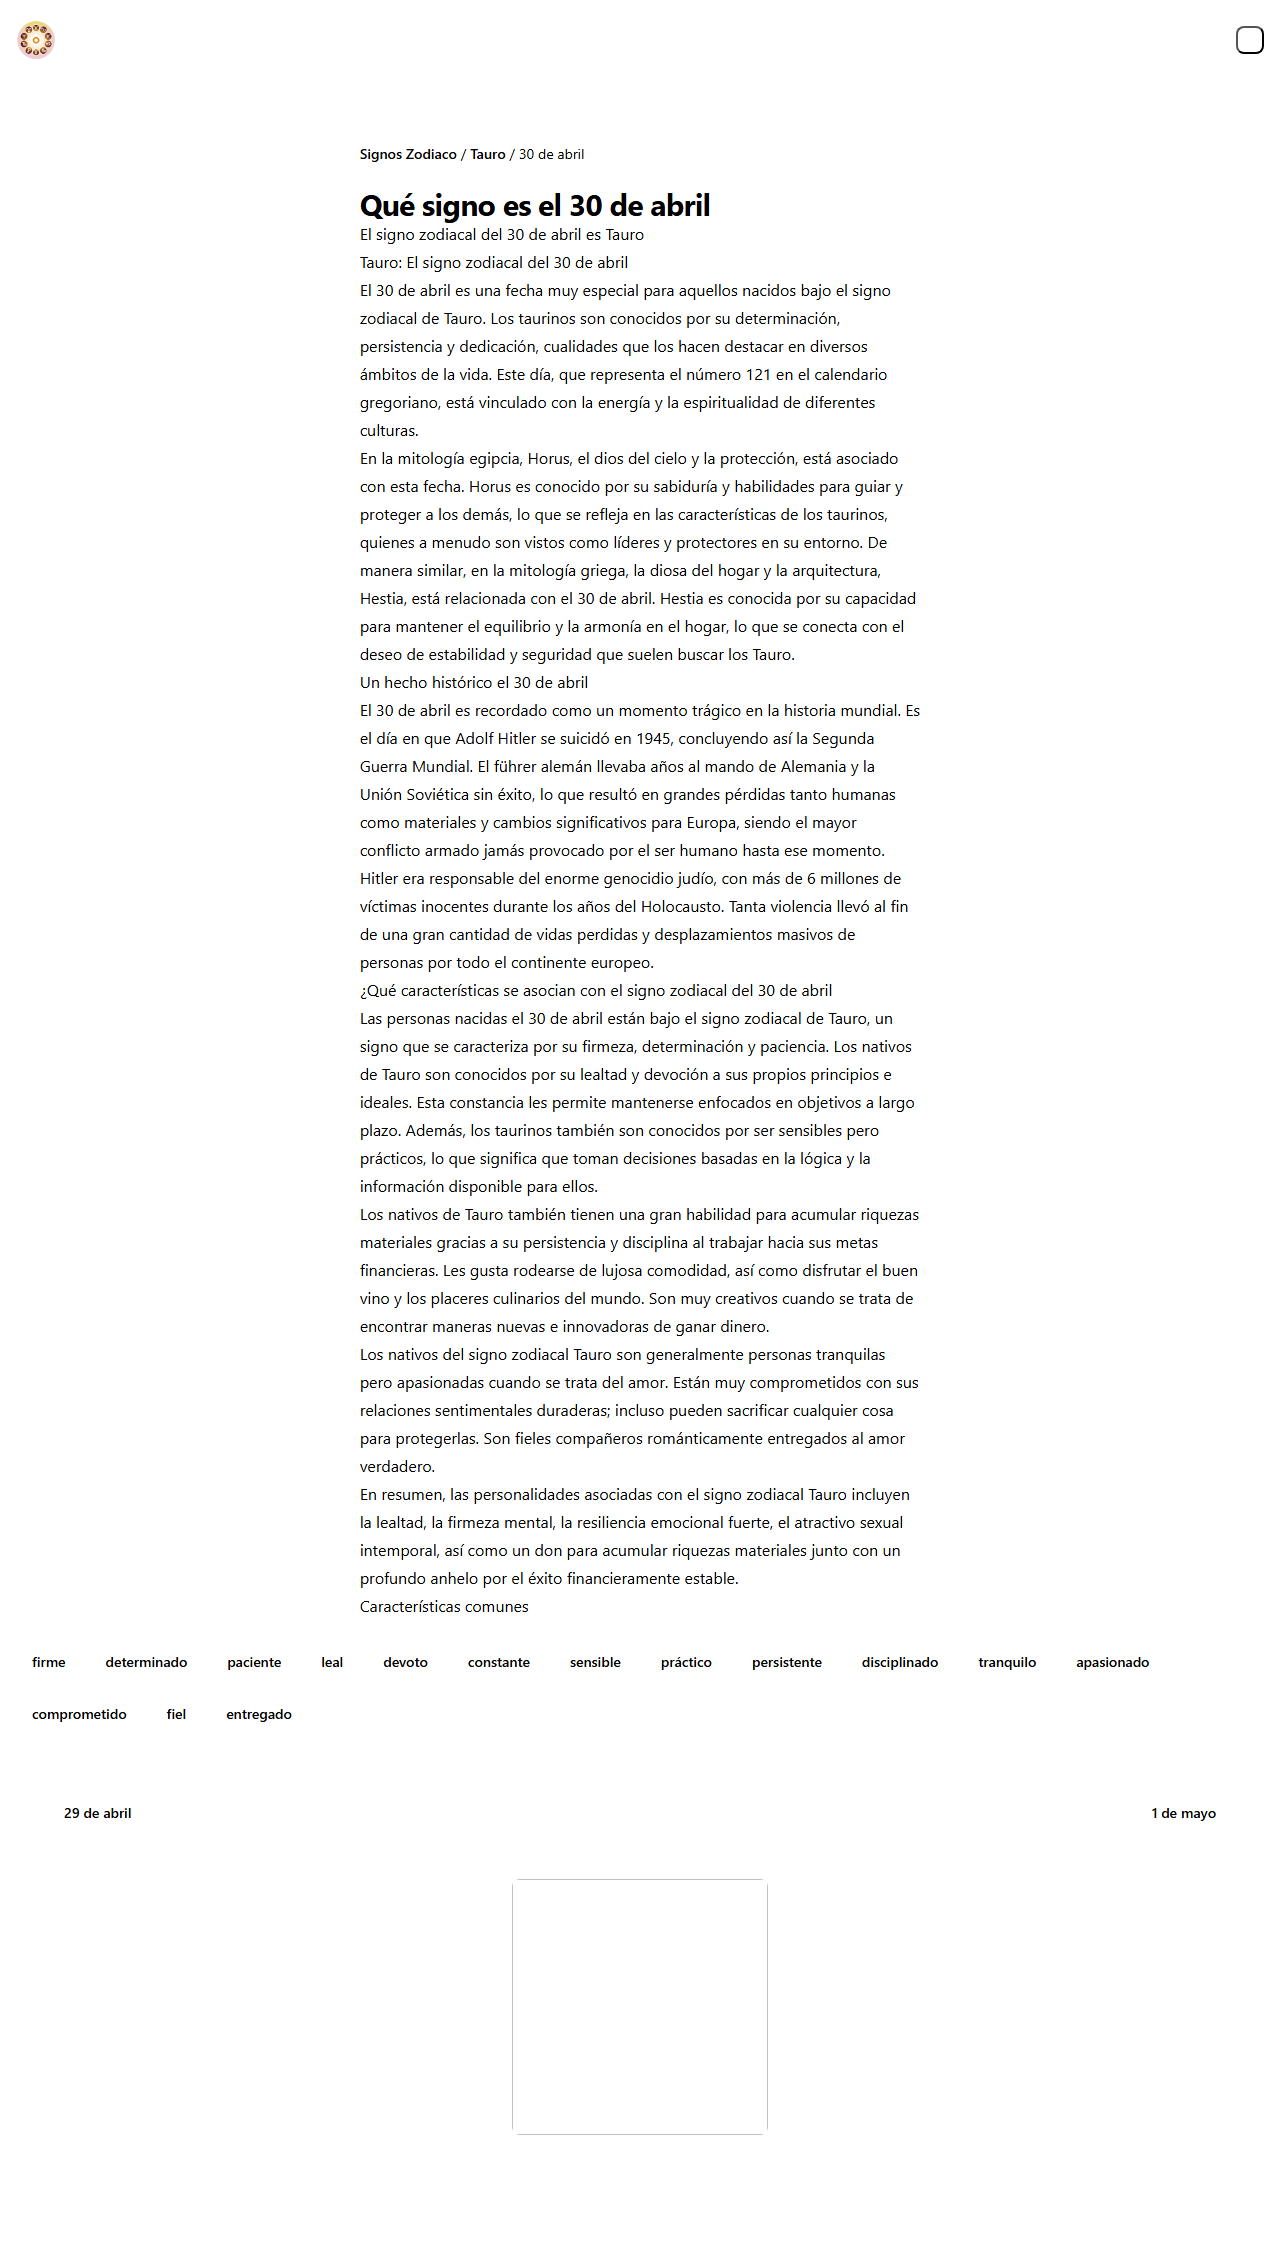 Signos Zodiaco / Tauro / 30 de abril
Qué signo es el 30 de abril
El signo zodiacal del 30 de abril es Tauro
Tauro: El signo zodiacal del 30 de abril
El 30 de abril es una fecha muy especial para aquellos nacidos bajo el signo
zodiacal de Tauro. Los taurinos son conocidos por su determinación,
persistencia y dedicación, cualidades que los hacen destacar en diversos
ámbitos de la vida. Este día, que representa el número 121 en el calendario
gregoriano, está vinculado con la energía y la espiritualidad de diferentes
culturas.
En la mitología egipcia, Horus, el dios del cielo y la protección, está asociado
con esta fecha. Horus es conocido por su sabiduría y habilidades para guiar y
proteger a los demás, lo que se refleja en las características de los taurinos,
quienes a menudo son vistos como líderes y protectores en su entorno. De
manera similar, en la mitología griega, la diosa del hogar y la arquitectura,
Hestia, está relacionada con el 30 de abril. Hestia es conocida por su capacidad
para mantener el equilibrio y la armonía en el hogar, lo que se conecta con el
deseo de estabilidad y seguridad que suelen buscar los Tauro.
Un hecho histórico el 30 de abril
El 30 de abril es recordado como un momento trágico en la historia mundial. Es
el día en que Adolf Hitler se suicidó en 1945, concluyendo así la Segunda
Guerra Mundial. El führer alemán llevaba años al mando de Alemania y la
Unión Soviética sin éxito, lo que resultó en grandes pérdidas tanto humanas
como materiales y cambios significativos para Europa, siendo el mayor
conflicto armado jamás provocado por el ser humano hasta ese momento.
Hitler era responsable del enorme genocidio judío, con más de 6 millones de
víctimas inocentes durante los años del Holocausto. Tanta violencia llevó al fin
de una gran cantidad de vidas perdidas y desplazamientos masivos de
personas por todo el continente europeo.
¿Qué características se asocian con el signo zodiacal del 30 de abril
Las personas nacidas el 30 de abril están bajo el signo zodiacal de Tauro, un
signo que se caracteriza por su firmeza, determinación y paciencia. Los nativos
de Tauro son conocidos por su lealtad y devoción a sus propios principios e
ideales. Esta constancia les permite mantenerse enfocados en objetivos a largo
plazo. Además, los taurinos también son conocidos por ser sensibles pero
prácticos, lo que significa que toman decisiones basadas en la lógica y la
información disponible para ellos.
Los nativos de Tauro también tienen una gran habilidad para acumular riquezas
materiales gracias a su persistencia y disciplina al trabajar hacia sus metas
financieras. Les gusta rodearse de lujosa comodidad, así como disfrutar el buen
vino y los placeres culinarios del mundo. Son muy creativos cuando se trata de
encontrar maneras nuevas e innovadoras de ganar dinero.
Los nativos del signo zodiacal Tauro son generalmente personas tranquilas
pero apasionadas cuando se trata del amor. Están muy comprometidos con sus
relaciones sentimentales duraderas; incluso pueden sacrificar cualquier cosa
para protegerlas. Son fieles compañeros románticamente entregados al amor
verdadero.
En resumen, las personalidades asociadas con el signo zodiacal Tauro incluyen
la lealtad, la firmeza mental, la resiliencia emocional fuerte, el atractivo sexual
intemporal, así como un don para acumular riquezas materiales junto con un
profundo anhelo por el éxito financieramente estable.
Características comunes
firme determinado paciente leal devoto constante sensible práctico persistente disciplinado tranquilo apasionado
comprometido fiel entregado
29 de abril 1 de mayo